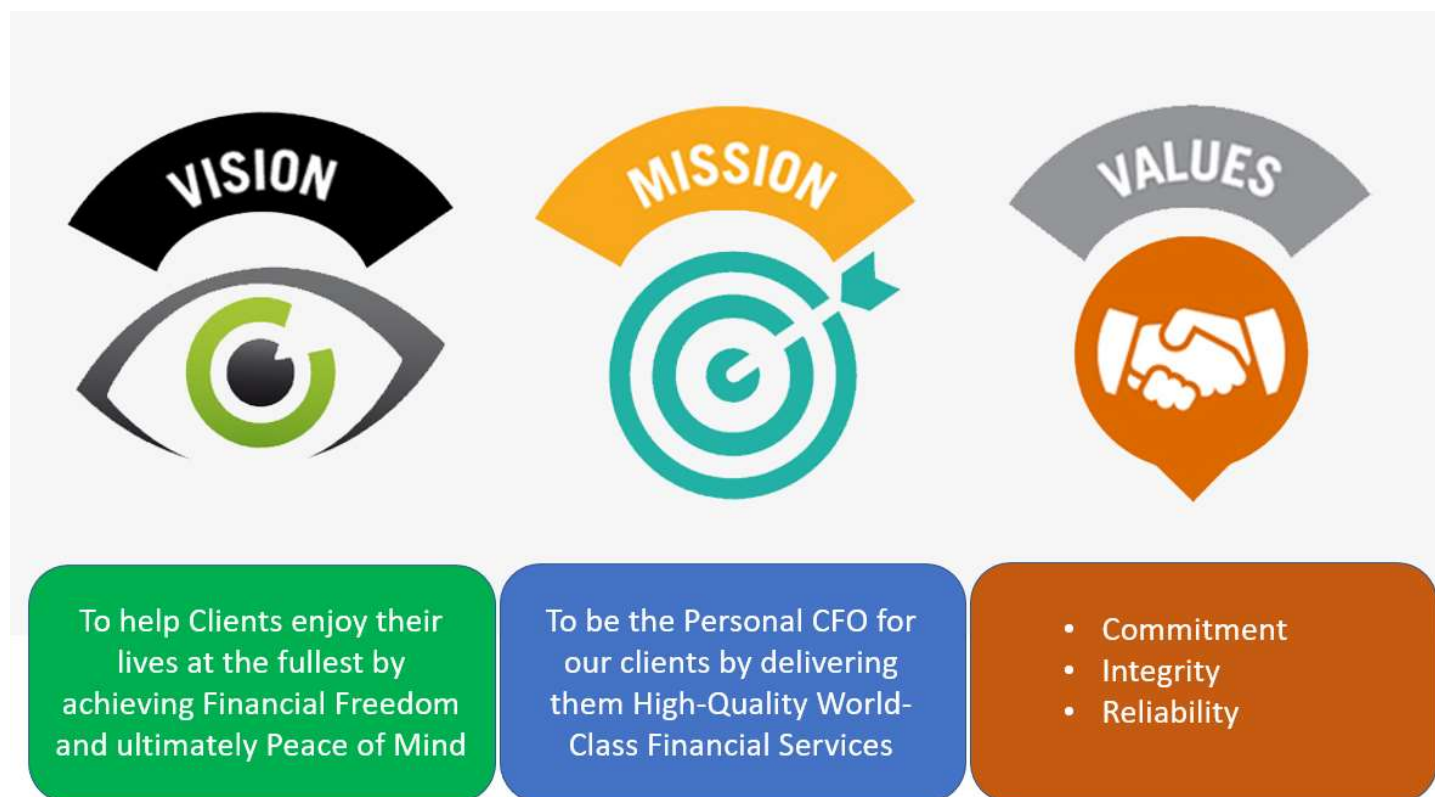 VISION
MISSION
VALUES
To help Clients enjoy their
lives at the fullest by
achieving Financial Freedom
and ultimately Peace of Mind
To be the Personal CFO for
our clients by delivering
them High-Quality World-
Class Financial Services
• Commitment
• Integrity
• Reliability